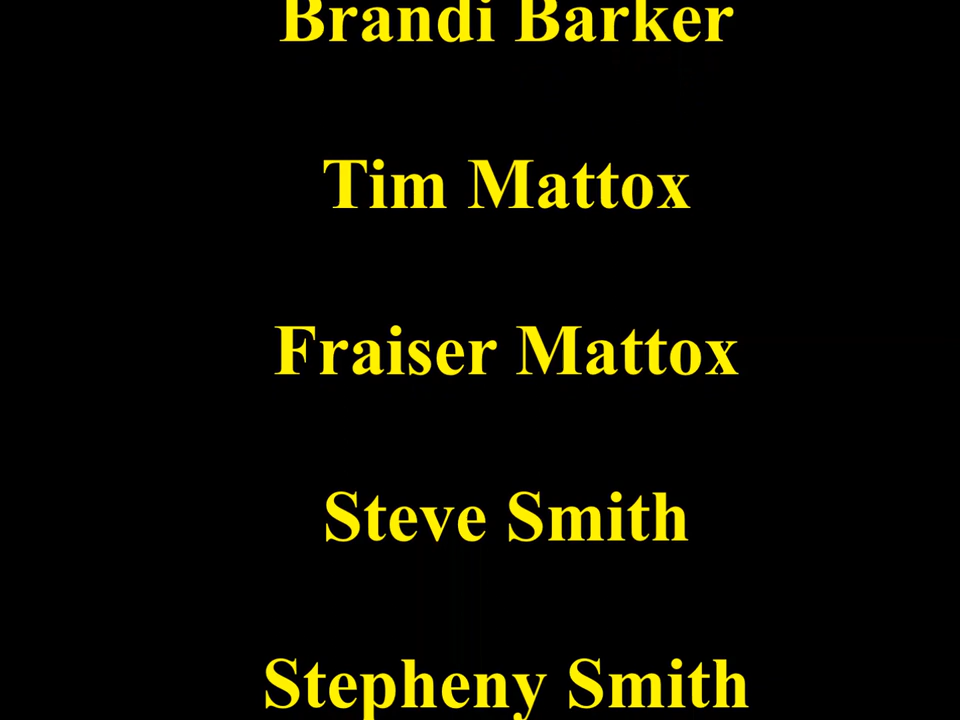 Brandi Barker
Tim Mattox
Fraiser Mattox
Steve Smith
Stepheny Smith